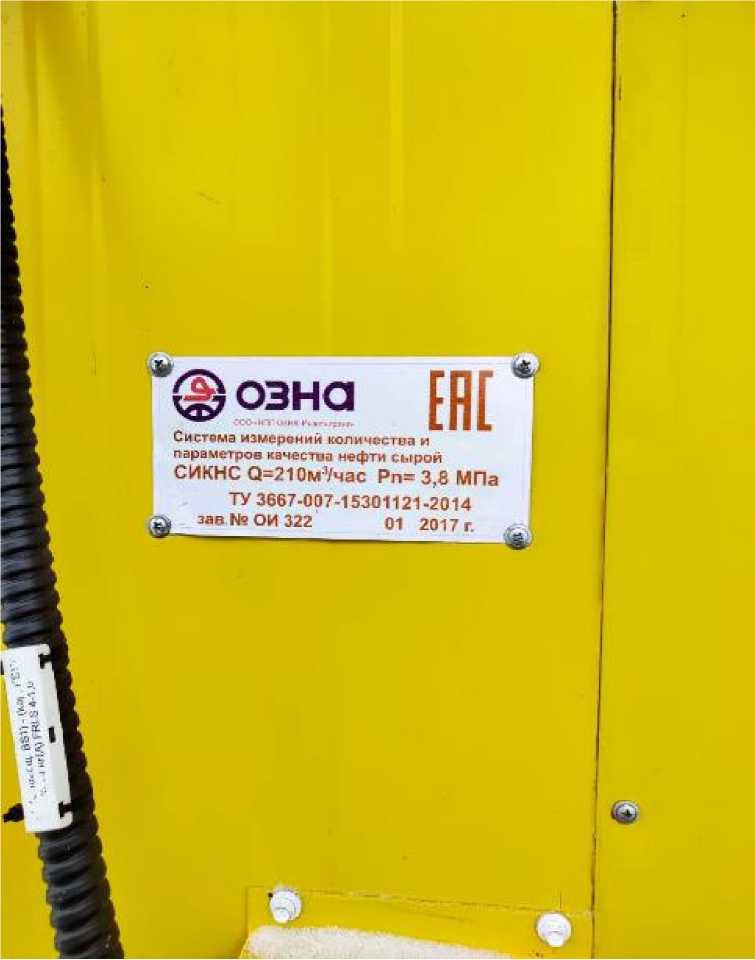 ОЗНА
ЕАС
Система измерений количества и
параметров качества нефти сырой
СИКНС Q=210м³/час Рп= 3,8 МПа
ТУ 3667-007-15301121-2014
зав.№ ОИ 322 01 2017 г.